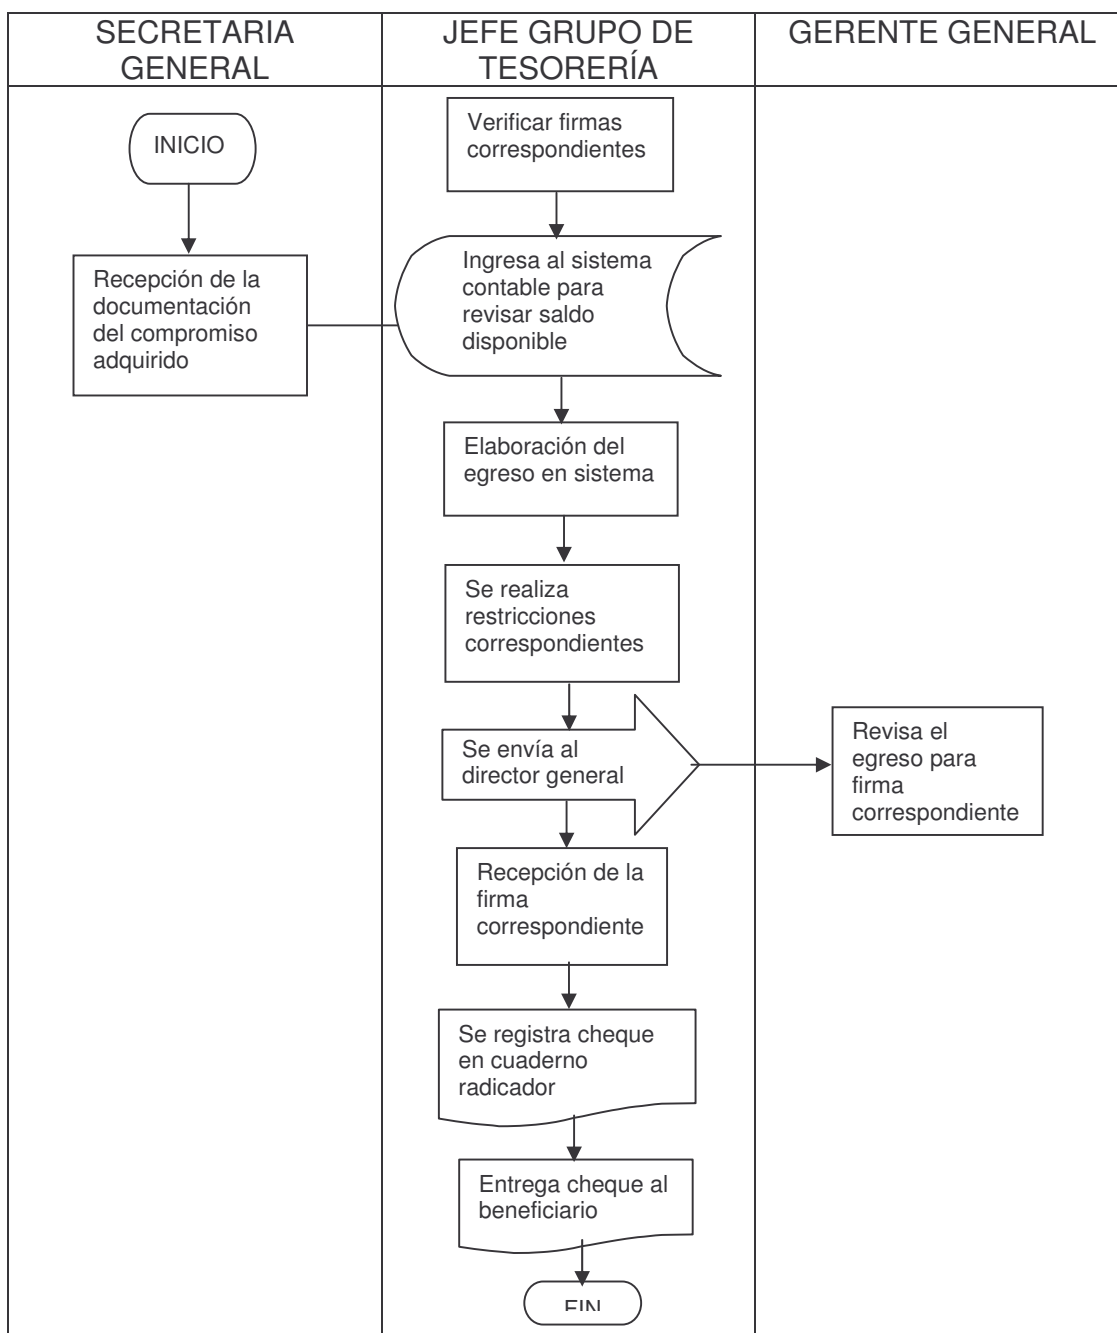 SECRETARIA
GENERAL
JEFE GRUPO DE
TESORERÍA
GERENTE GENERAL
INICIO
Recepción de la
documentación
del compromiso
adquirido
Verificar firmas
correspondientes
Ingresa al sistema
contable para
revisar saldo
disponible
Elaboración del
egreso en sistema
Se realiza
restricciones
correspondientes
Se envía al
director general
Revisa el
egreso para
firma
correspondiente
Recepción de la
firma
correspondiente
Se registra cheque
en cuaderno
radicador
Entrega cheque al
beneficiario
FIN